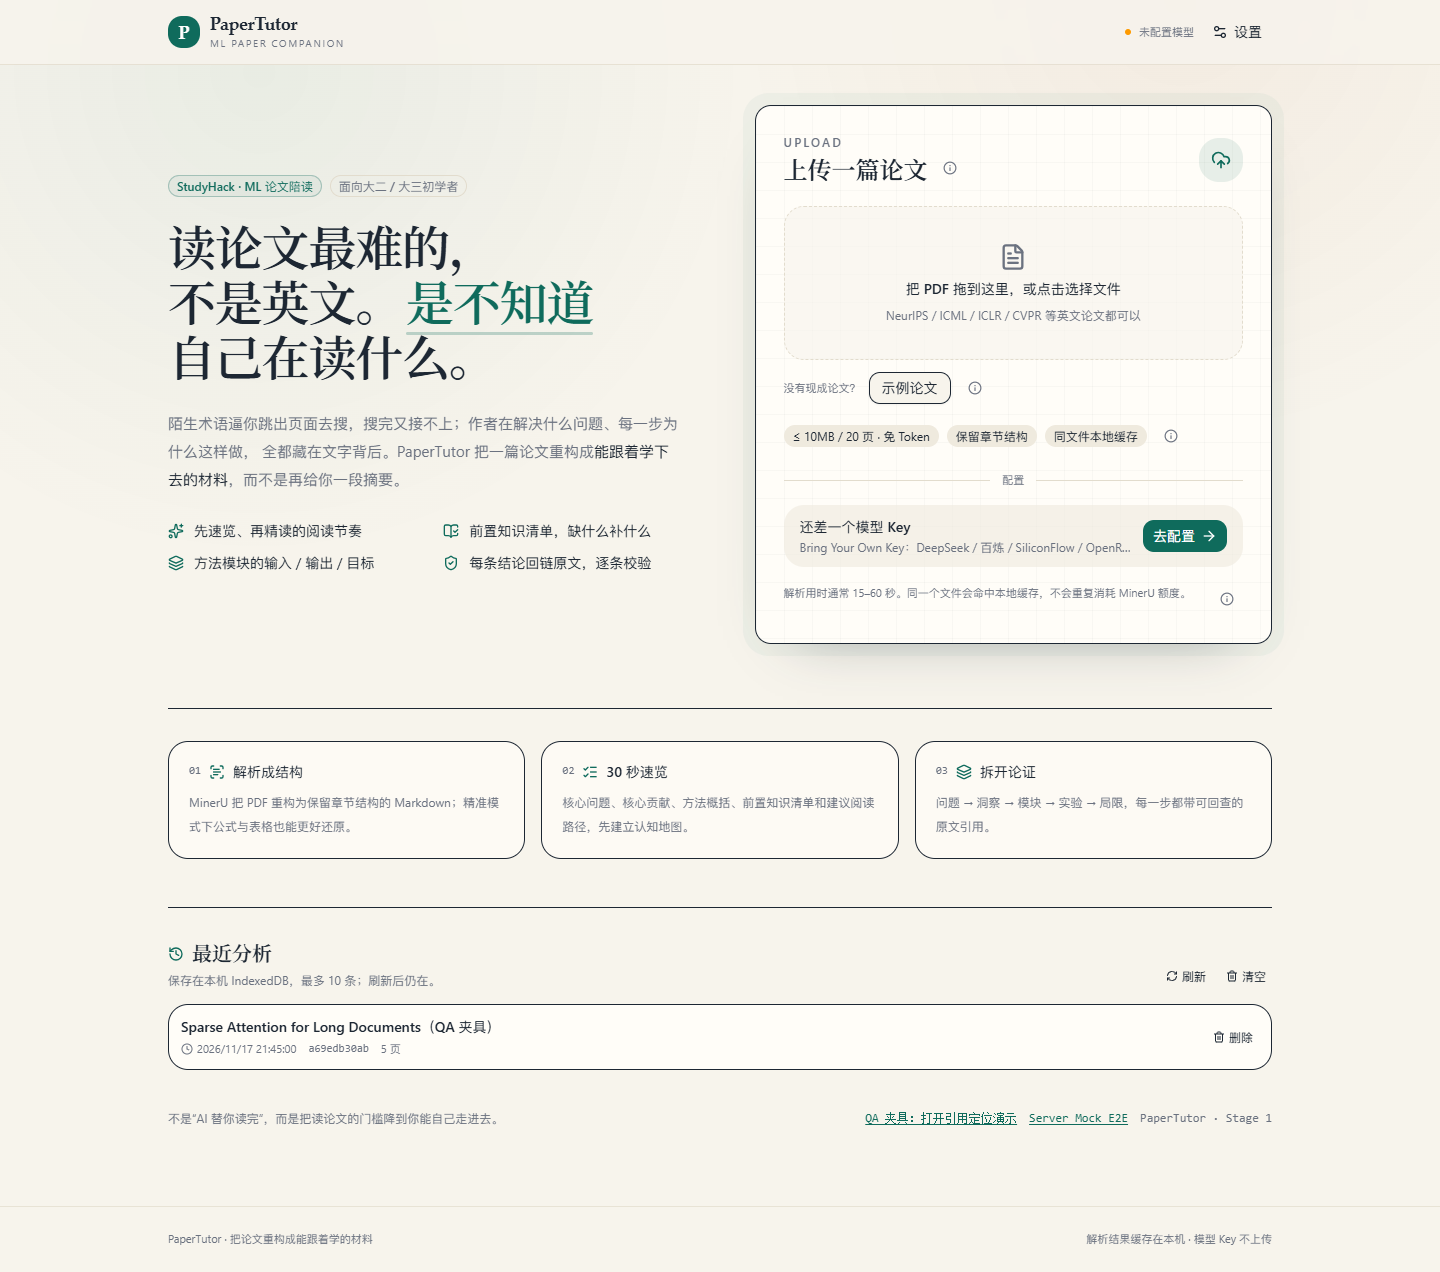 P
PaperTutor
ML PAPER COMPANION
未配置模型
设置
StudyHack · ML 论文陪读
面向大二 / 大三初学者
读论文最难的，
不是英文。是不知道
自己在读什么。
陌生术语逼你跳出页面去搜，搜完又接不上；作者在解决什么问题、每一步为
什么这样做， 全都藏在文字背后。PaperTutor 把一篇论文重构成能跟着学下
去的材料，而不是再给你一段摘要。
先速览、再精读的阅读节奏
前置知识清单，缺什么补什么
方法模块的输入 / 输出 / 目标
每条结论回链原文，逐条校验
UPLOAD
上传一篇论文
把 PDF 拖到这里，或点击选择文件
NeurIPS / ICML / ICLR / CVPR 等英文论文都可以
没有现成论文？
示例论文
≤ 10MB / 20 页 · 免 Token
保留章节结构
同文件本地缓存
配置
还差一个模型 Key
Bring Your Own Key：DeepSeek / 百炼 / SiliconFlow / OpenR...
去配置
解析用时通常 15–60 秒。同一个文件会命中本地缓存，不会重复消耗 MinerU 额度。
01 解析成结构
MinerU 把 PDF 重构为保留章节结构的 Markdown；精准模
式下公式与表格也能更好还原。
02 30 秒速览
核心问题、核心贡献、方法概括、前置知识清单和建议阅读
路径，先建立认知地图。
03 拆开论证
问题 → 洞察 → 模块 → 实验 → 局限，每一步都带可回查的
原文引用。
最近分析
保存在本机 IndexedDB，最多 10 条；刷新后仍在。
刷新
清空
Sparse Attention for Long Documents（QA 夹具）
2026/11/17 21:45:00 a69edb30ab 5 页
删除
不是“AI 替你读完”，而是把读论文的门槛降到你能自己走进去。
QA 夹具：打开引用定位演示 Server Mock E2E PaperTutor · Stage 1
PaperTutor · 把论文重构成能跟着学的材料
解析结果缓存在本机 · 模型 Key 不上传